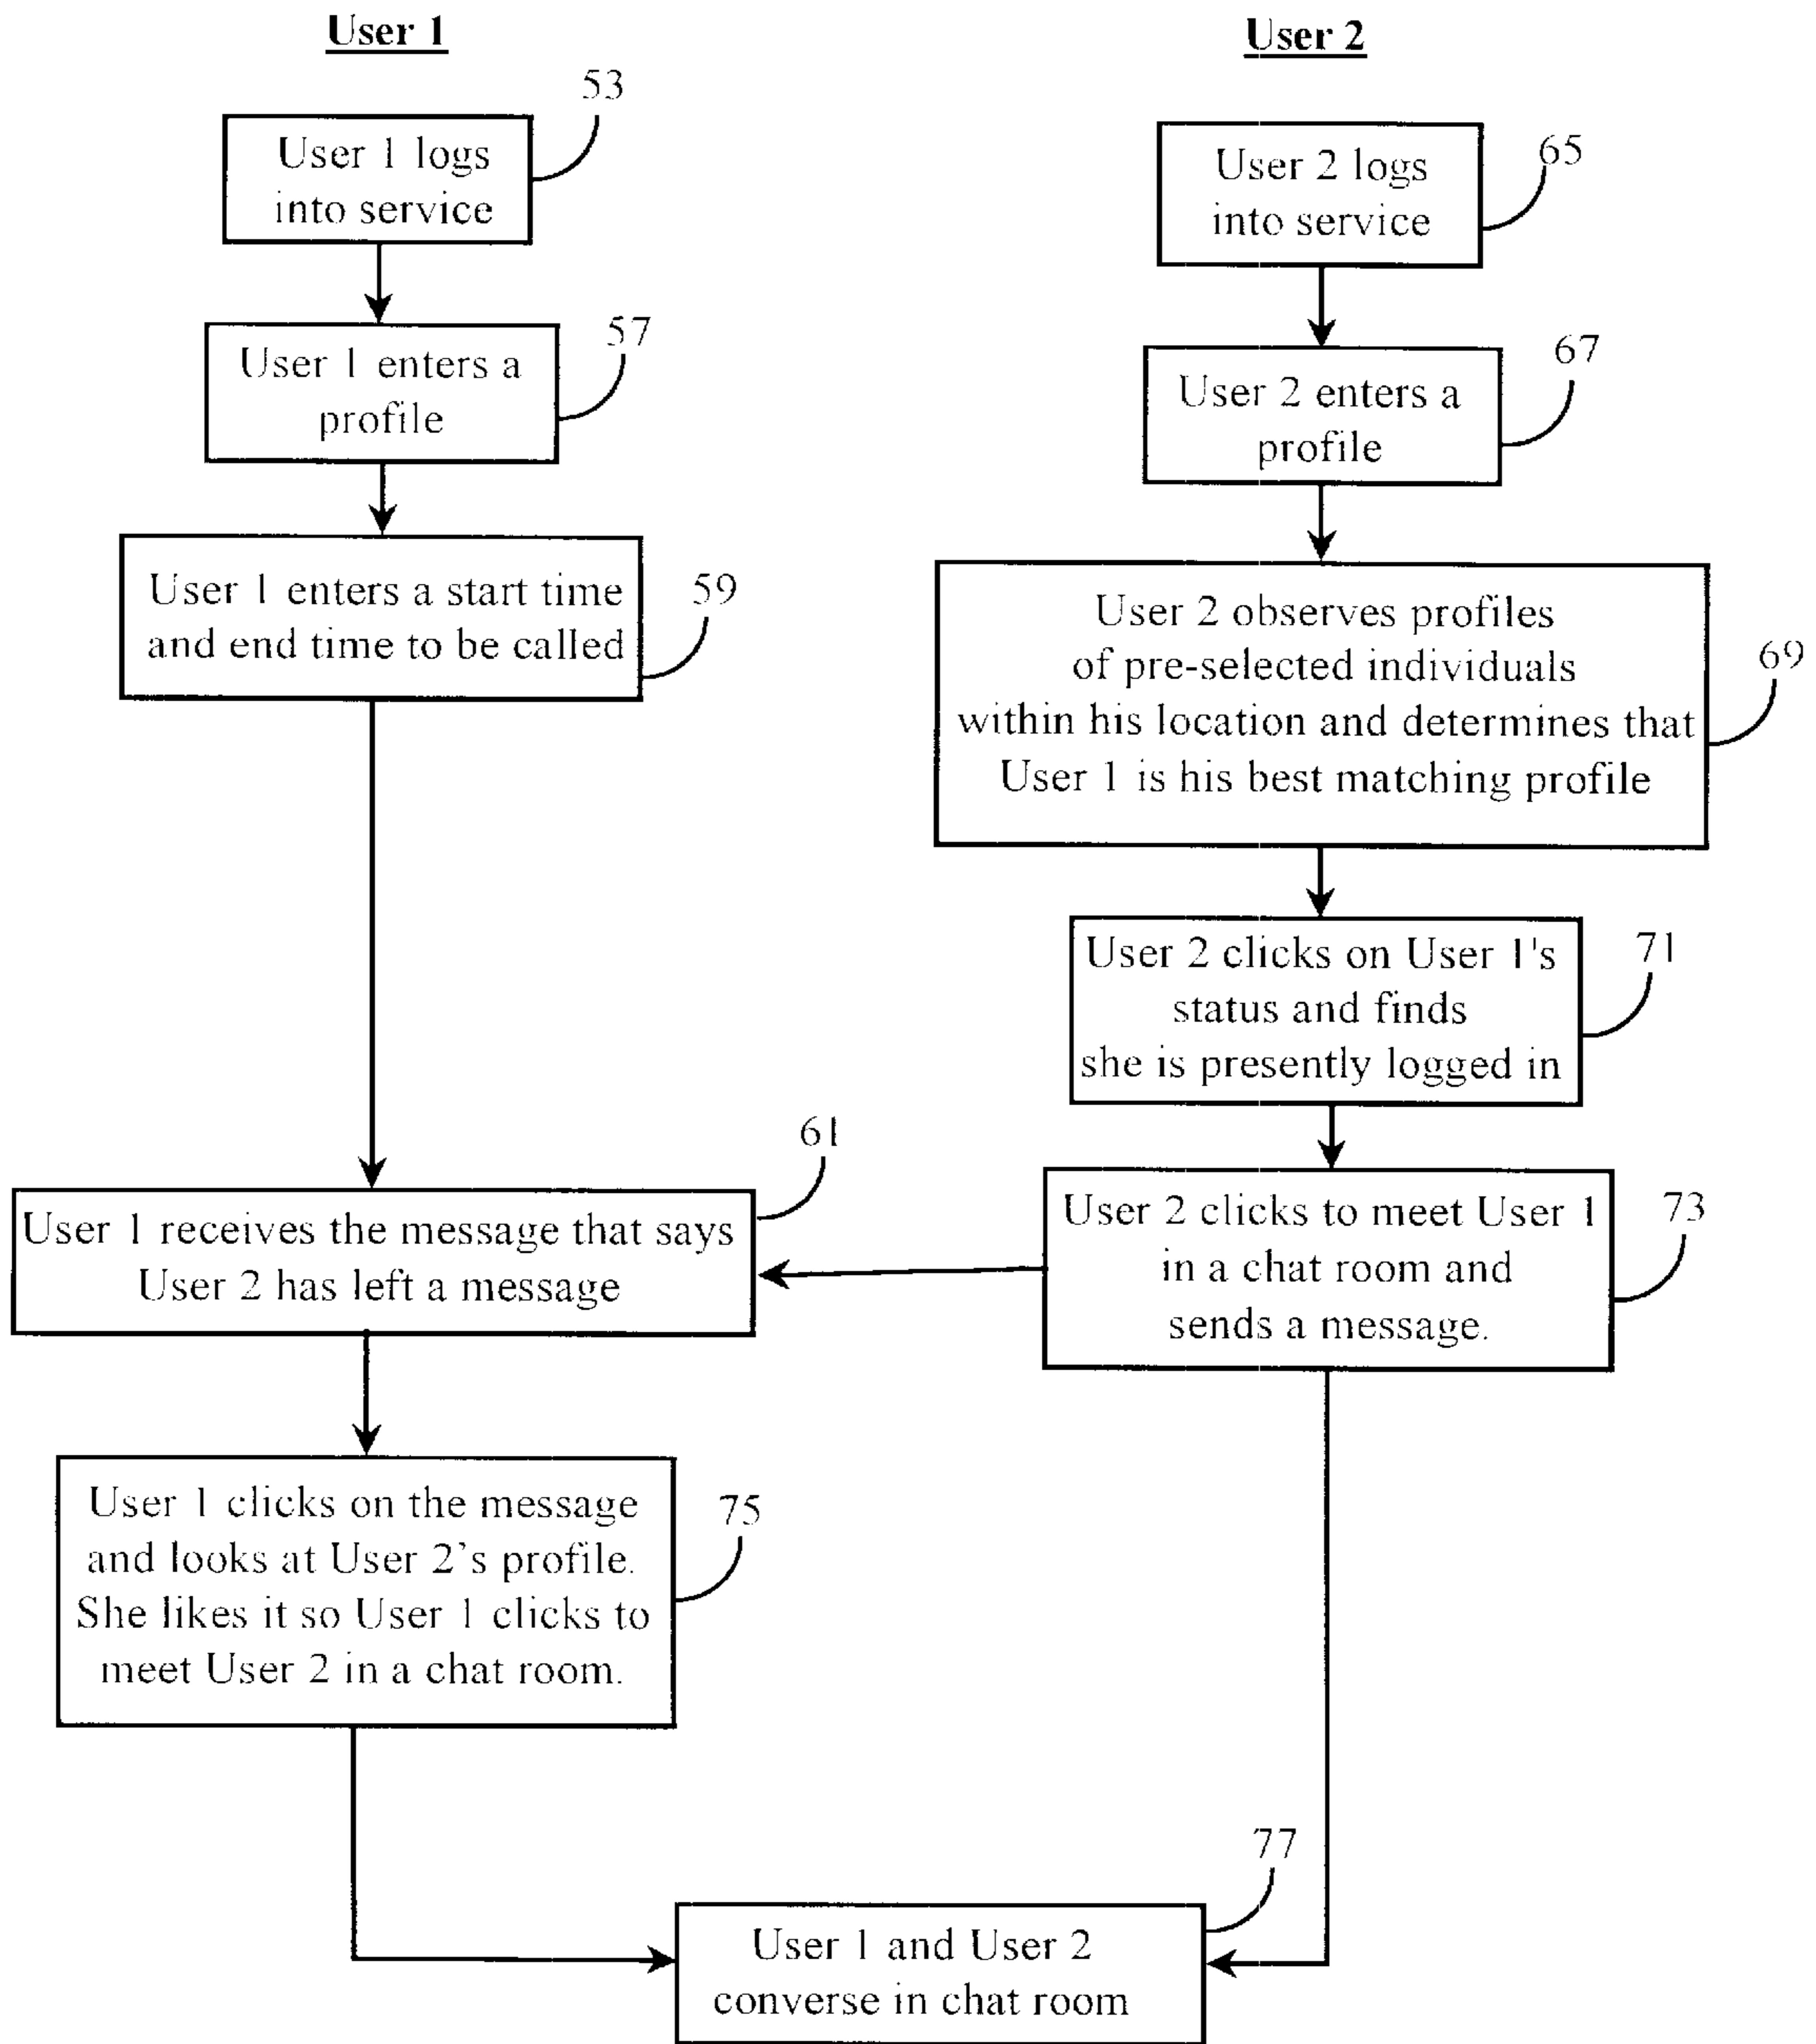 User 1
53
User 1 logs
into service
57
User 1 enters a
profile
59
User 1 enters a start time
and end time to be called
User 2
65
User 2 logs
into service
67
User 2 enters a
profile
69
User 2 observes profiles
of pre-selected individuals
within his location and determines that
User 1 is his best matching profile
71
User 2 clicks on User 1's
status and finds
she is presently logged in
73
User 2 clicks to meet User 1
in a chat room and
sends a message.
61
User 1 receives the message that says
User 2 has left a message
75
User 1 clicks on the message
and looks at User 2’s profile.
She likes it so User 1 clicks to
meet User 2 in a chat room.
77
User 1 and User 2
converse in chat room